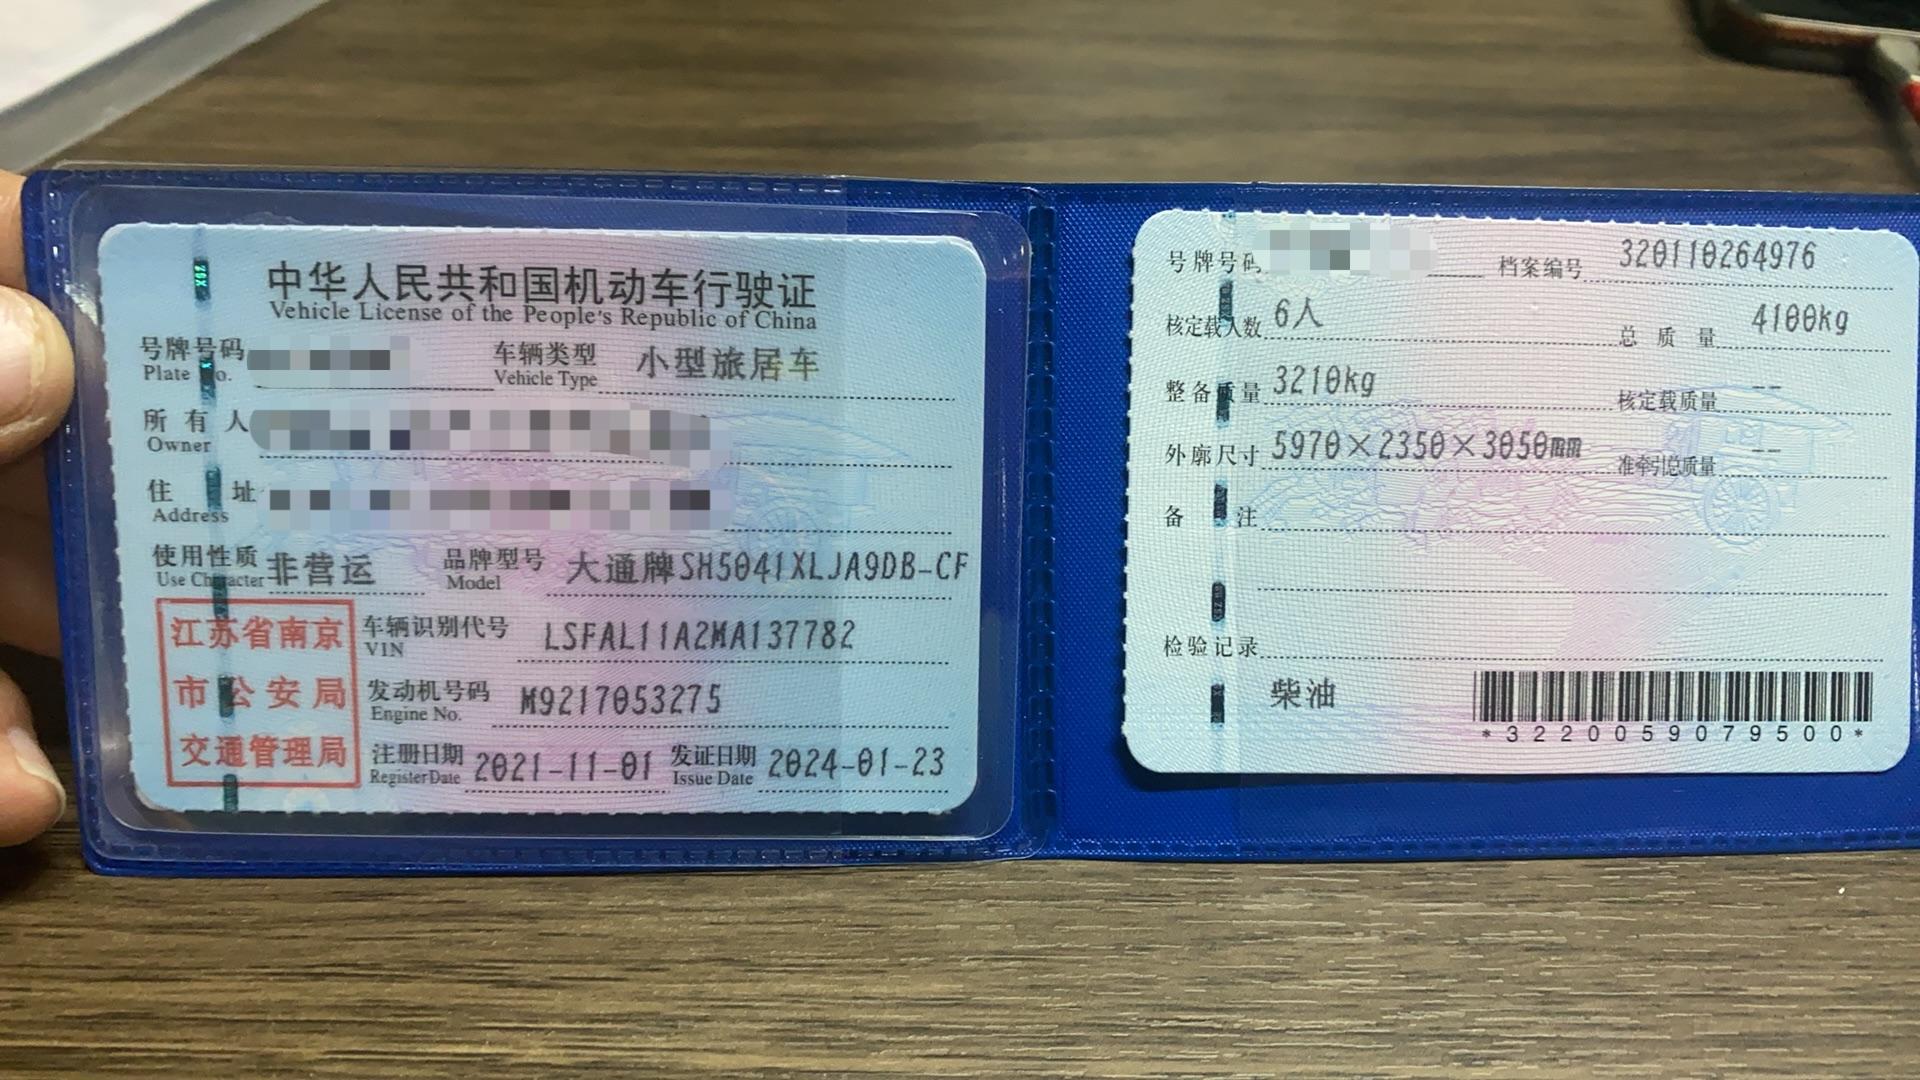 中华人民共和国机动车行驶证
Vehicle License of the People's Republic of China
号牌号码 车辆类型 小型旅居车
Plate No. Vehicle Type
所有人
Owner
住址
Address
使用性质 非营运 品牌型号 大通牌SH5041XLJA9DB-CF
Use Character Model
江苏省南京
市公安局
交通管理局
车辆识别代号 LSFAL11A2MA137782
VIN
发动机号码 M9217053275
Engine No.
注册日期 2021-11-01 发证日期 2024-01-23
Register Date Issue Date
号牌号码 档案编号 320110264976
核定载人数 6人 总质量 4100kg
整备质量 3210kg 核定载质量 --
外廓尺寸 5970×2350×3050mm 准牵引总质量 --
备注
检验记录
柴油
*3220059079500*